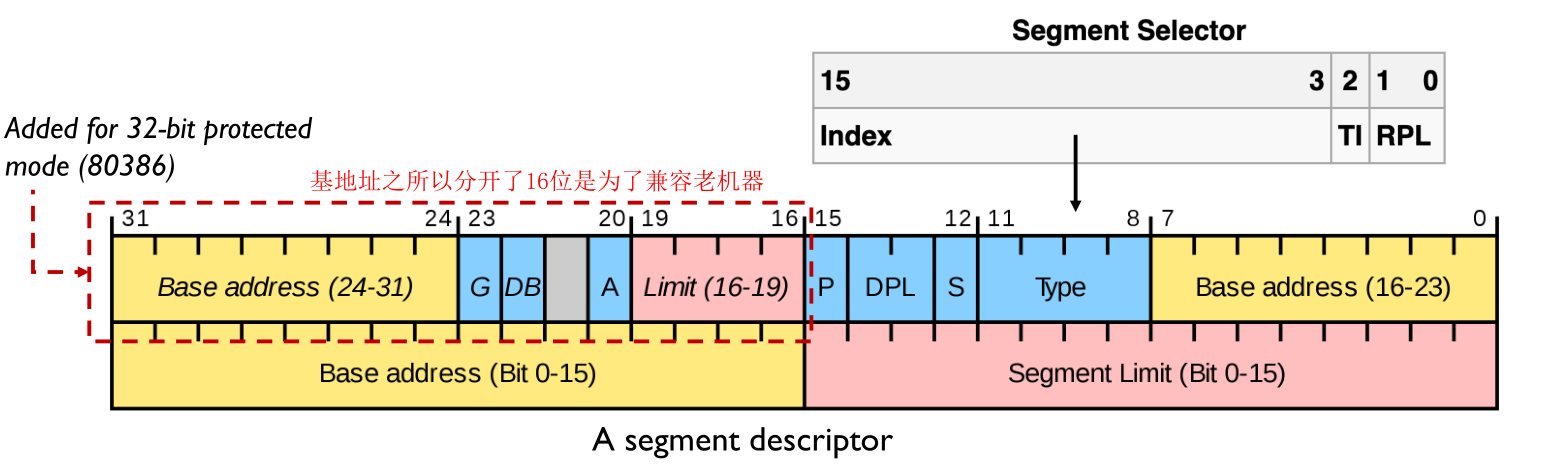 Segment Selector
15 3 2 1 0
Index TI RPL
Added for 32-bit protected
mode (80386)
基地址之所以分开了16位是为了兼容老机器
31 24 23 20 19 16 15 12 11 8 7 0
Base address (24-31) G DB A Limit (16-19) P DPL S Type Base address (16-23)
Base address (Bit 0-15) Segment Limit (Bit 0-15)
A segment descriptor